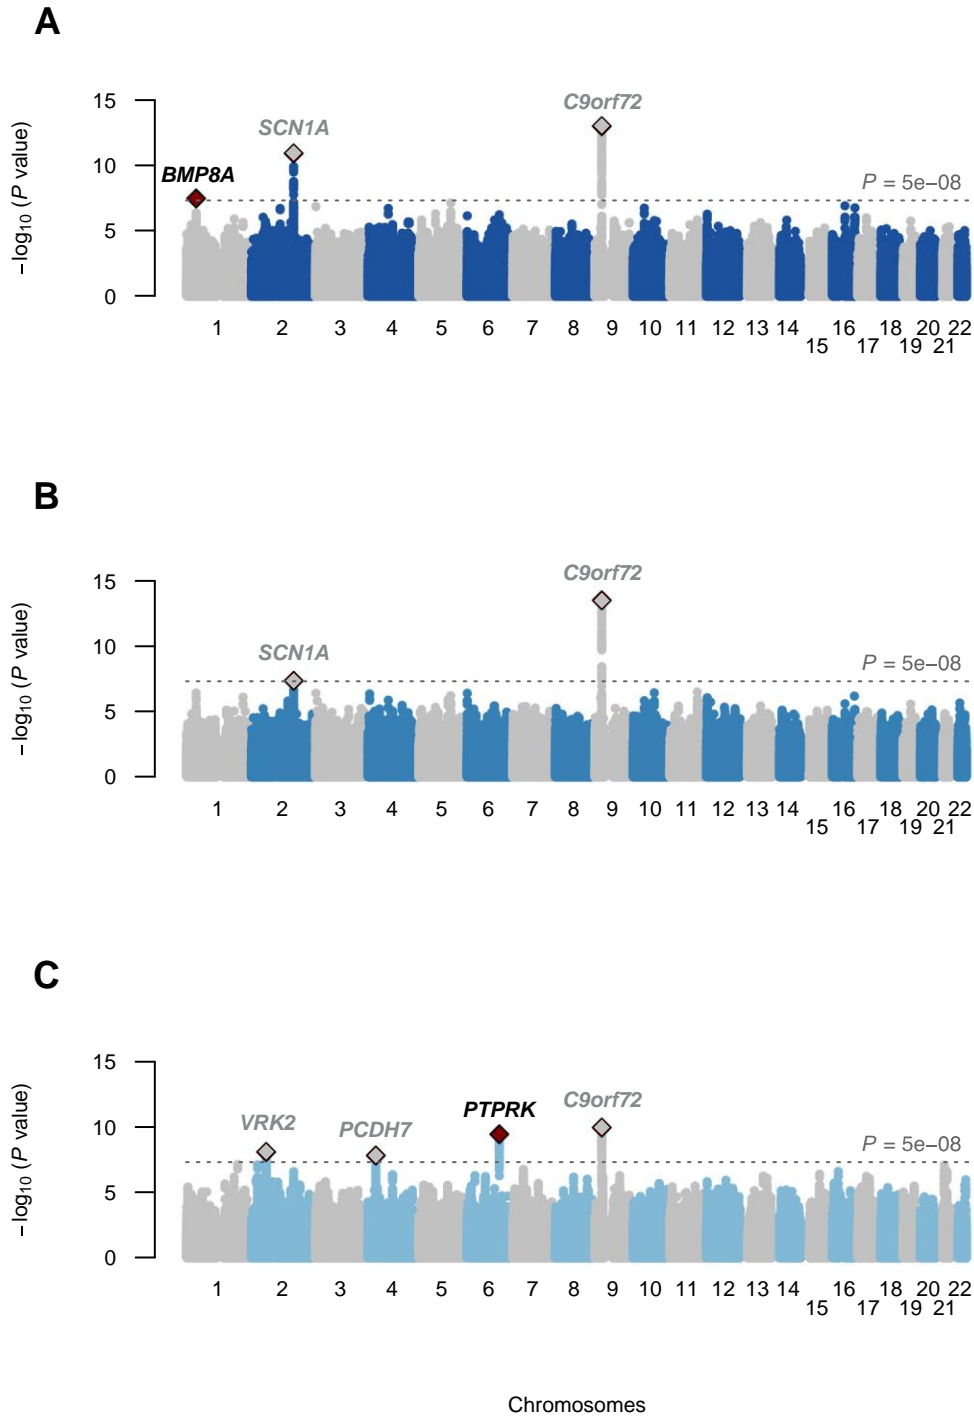 A
−log10 (P value)
15
10
5
0
C9orf72
SCN1A
BMP8A
P = 5e−08
1 2 3 4 5 6 7 8 9 10 11 12 13 14 16 18 20 22
15 17 19 21
B
−log10 (P value)
15
10
5
0
C9orf72
SCN1A
P = 5e−08
1 2 3 4 5 6 7 8 9 10 11 12 13 14 16 18 20 22
15 17 19 21
C
−log10 (P value)
15
10
5
0
C9orf72
PTPRK
VRK2
PCDH7
P = 5e−08
1 2 3 4 5 6 7 8 9 10 11 12 13 14 16 18 20 22
15 17 19 21
Chromosomes